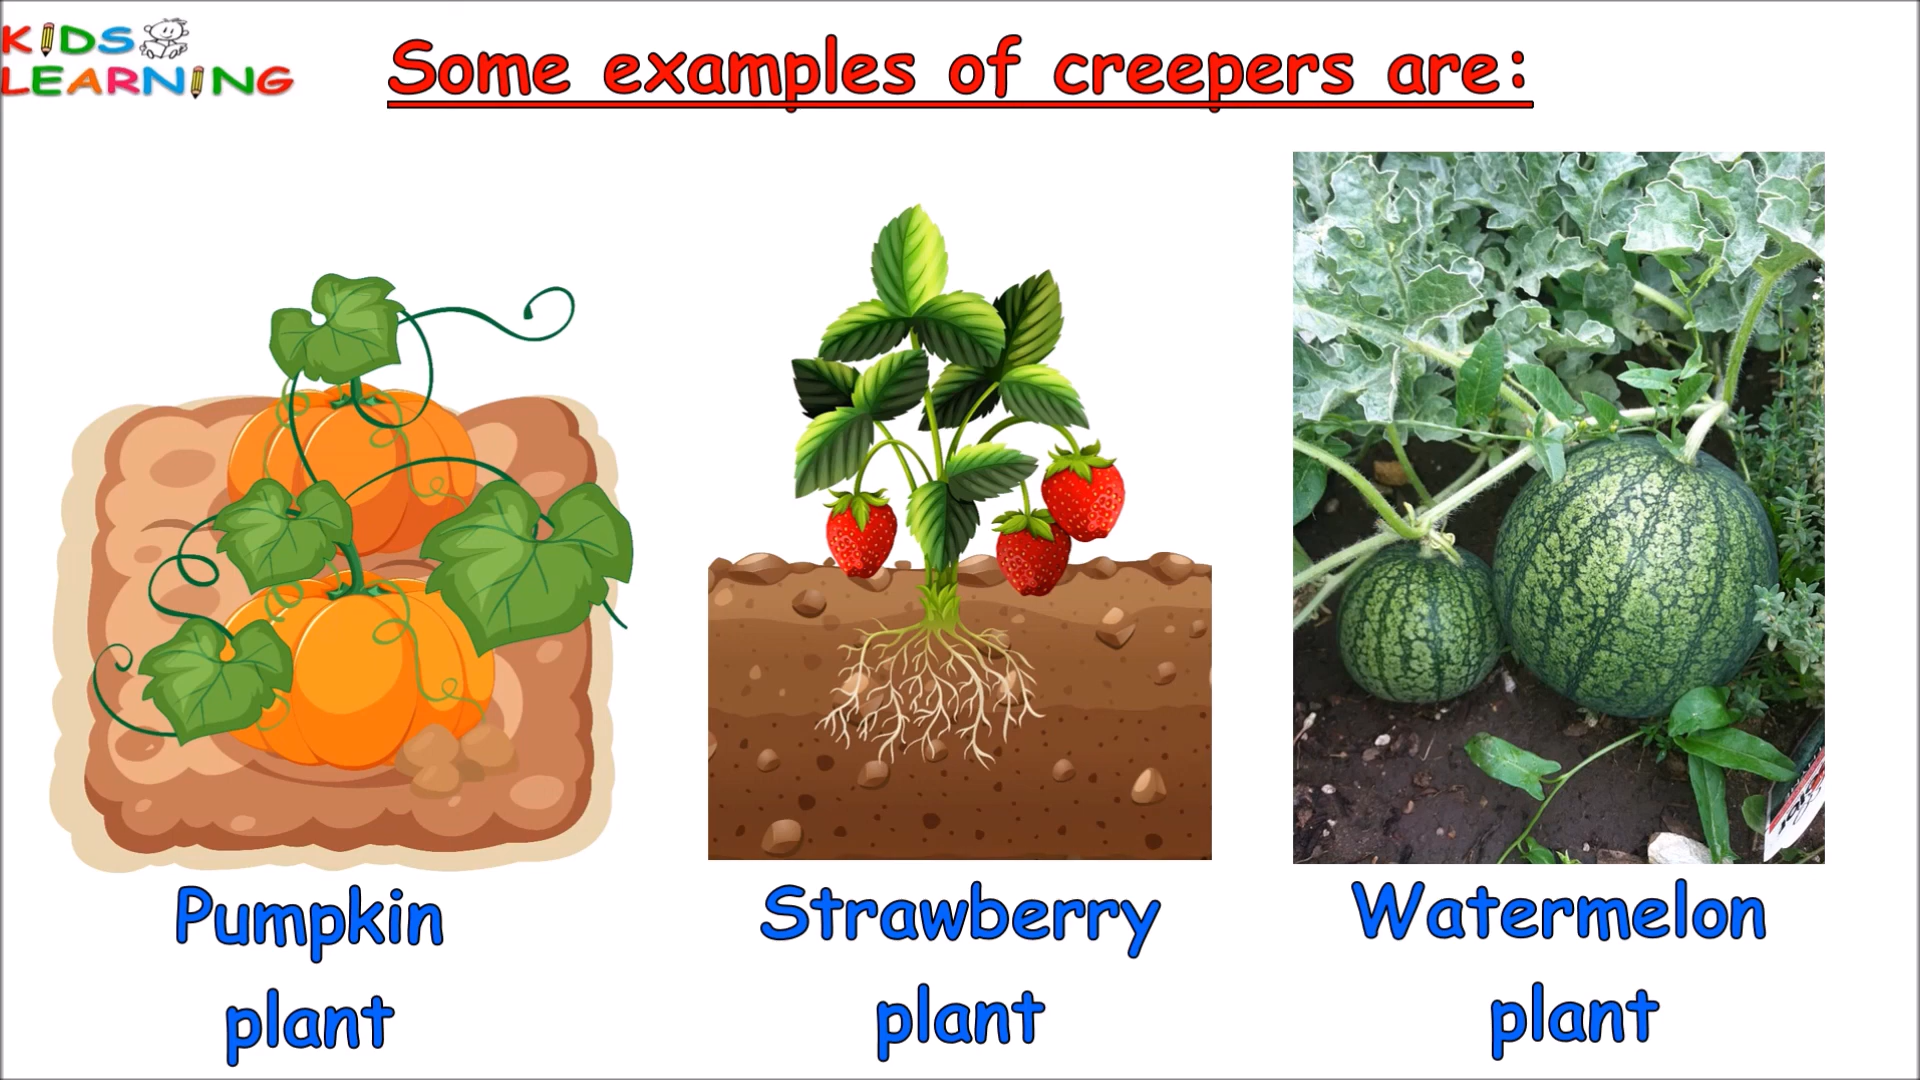 KIDS
LEARNING
Some examples of creepers are:
Pumpkin
plant
Strawberry
plant
Watermelon
plant